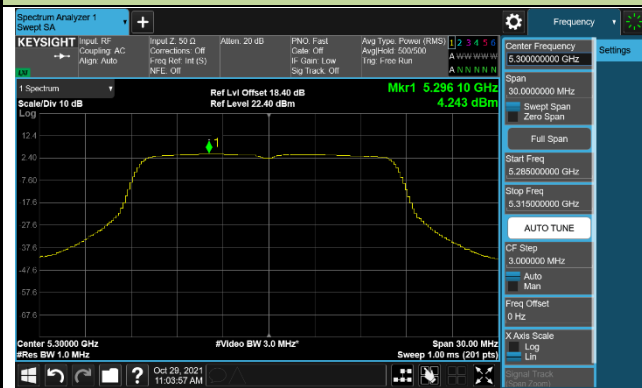 Spectrum Analyzer 1
Swept SA
Frequency
KEYSIGHT
Input: RF
Coupling: AC
Align: Auto
Input Z: 50 Ω
Corrections: Off
Freq Ref: Int (S)
NFE: Off
Atten: 20 dB
PNO: Fast
Gate: Off
IF Gain: Low
Sig Track: Off
Avg Type: Power (RMS)
Avg|Hold: 500/500
Trig: Free Run
1 2 3 4 5 6
A W W W W W
A N N N N N
LXI
1 Spectrum
Scale/Div 10 dB
Log
Ref Lvl Offset 18.40 dB
Ref Level 22.40 dBm
Mkr1 5.296 10 GHz
4.243 dBm
1
12.4
2.40
-7.60
-17.6
-27.6
-37.6
-47.6
-57.6
-67.6
Center 5.30000 GHz
#Res BW 1.0 MHz
#Video BW 3.0 MHz*
Span 30.00 MHz
Sweep 1.00 ms (201 pts)
Center Frequency
5.300000000 GHz
Settings
Span
30.0000000 MHz
Swept Span
Zero Span
Full Span
Start Freq
5.285000000 GHz
Stop Freq
5.315000000 GHz
AUTO TUNE
CF Step
3.000000 MHz
Auto
Man
Freq Offset
0 Hz
X Axis Scale
Log
Lin
Signal Track
(Span Zoom)
?
Oct 29, 2021
11:03:57 AM